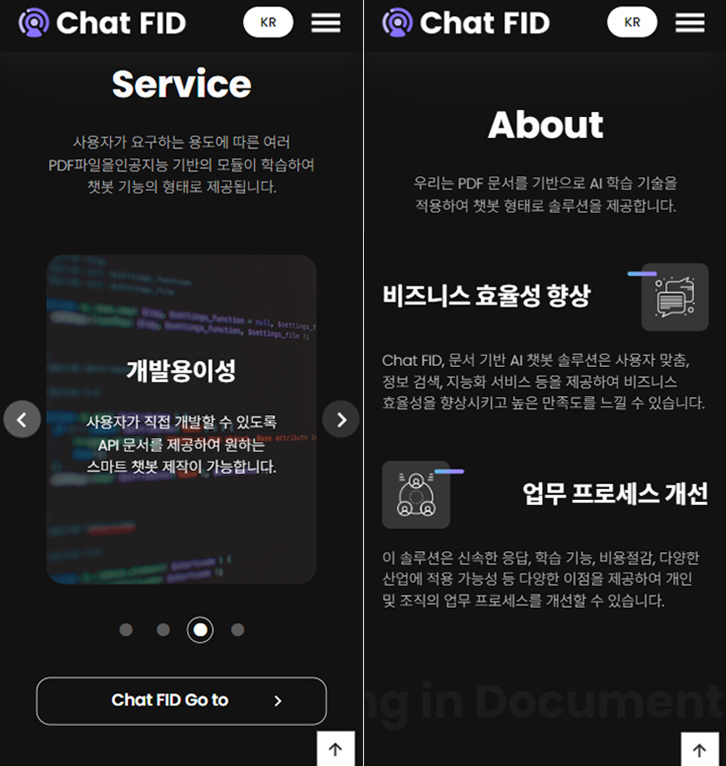 Chat FID
KR
Service
사용자가 요구하는 용도에 따른 여러
PDF파일을인공지능 기반의 모듈이 학습하여
챗봇 기능의 형태로 제공됩니다.
개발용이성
사용자가 직접 개발할 수 있도록
API 문서를 제공하여 원하는
스마트 챗봇 제작이 가능합니다.
Chat FID Go to
Chat FID
KR
About
우리는 PDF 문서를 기반으로 AI 학습 기술을
적용하여 챗봇 형태로 솔루션을 제공합니다.
비즈니스 효율성 향상
Chat FID, 문서 기반 AI 챗봇 솔루션은 사용자 맞춤,
정보 검색, 지능화 서비스 등을 제공하여 비즈니스
효율성을 향상시키고 높은 만족도를 느낄 수 있습니다.
업무 프로세스 개선
이 솔루션은 신속한 응답, 학습 기능, 비용절감, 다양한
산업에 적용 가능성 등 다양한 이점을 제공하여 개인
및 조직의 업무 프로세스를 개선할 수 있습니다.
ng in Document